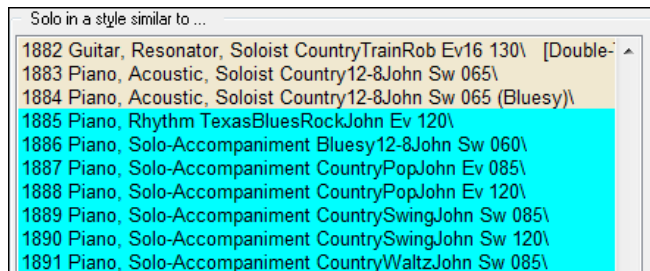 Solo in a style similar to ...
1882 Guitar, Resonator, Soloist CountryTrainRob Ev16 130\ [Double-
1883 Piano, Acoustic, Soloist Country12-8John Sw 065\
1884 Piano, Acoustic, Soloist Country12-8John Sw 065 (Bluesy)\
1885 Piano, Rhythm TexasBluesRockJohn Ev 120\
1886 Piano, Solo-Accompaniment Bluesy12-8John Sw 060\
1887 Piano, Solo-Accompaniment CountryPopJohn Ev 085\
1888 Piano, Solo-Accompaniment CountryPopJohn Ev 120\
1889 Piano, Solo-Accompaniment CountrySwingJohn Sw 085\
1890 Piano, Solo-Accompaniment CountrySwingJohn Sw 120\
1891 Piano, Solo-Accompaniment CountryWaltzJohn Sw 085\